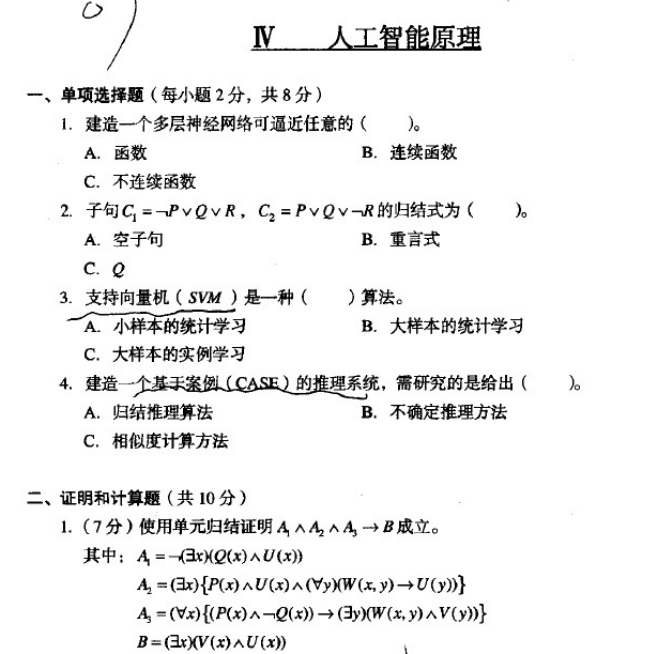 Ⅳ 人工智能原理
一、单项选择题（每小题 2 分，共 8 分）
1. 建造一个多层神经网络可逼近任意的（ ）。
A. 函数 B. 连续函数
C. 不连续函数
2. 子句 C₁ = ¬P∨Q∨R，C₂ = P∨Q∨¬R 的归结式为（ ）。
A. 空子句 B. 重言式
C. Q
3. 支持向量机（SVM）是一种（ ）算法。
A. 小样本的统计学习 B. 大样本的统计学习
C. 大样本的实例学习
4. 建造一个基于案例（CASE）的推理系统，需研究的是给出（ ）。
A. 归结推理算法 B. 不确定推理方法
C. 相似度计算方法
二、证明和计算题（共 10 分）
1.（7 分）使用单元归结证明 A₁∧A₂∧A₃→B 成立。
其中：A₁ = ¬(∃x)(Q(x)∧U(x))
A₂ = (∃x){P(x)∧U(x)∧(∀y)(W(x, y)→U(y))}
A₃ = (∀x){(P(x)∧¬Q(x))→(∃y)(W(x, y)∧V(y))}
B = (∃x)(V(x)∧U(x))